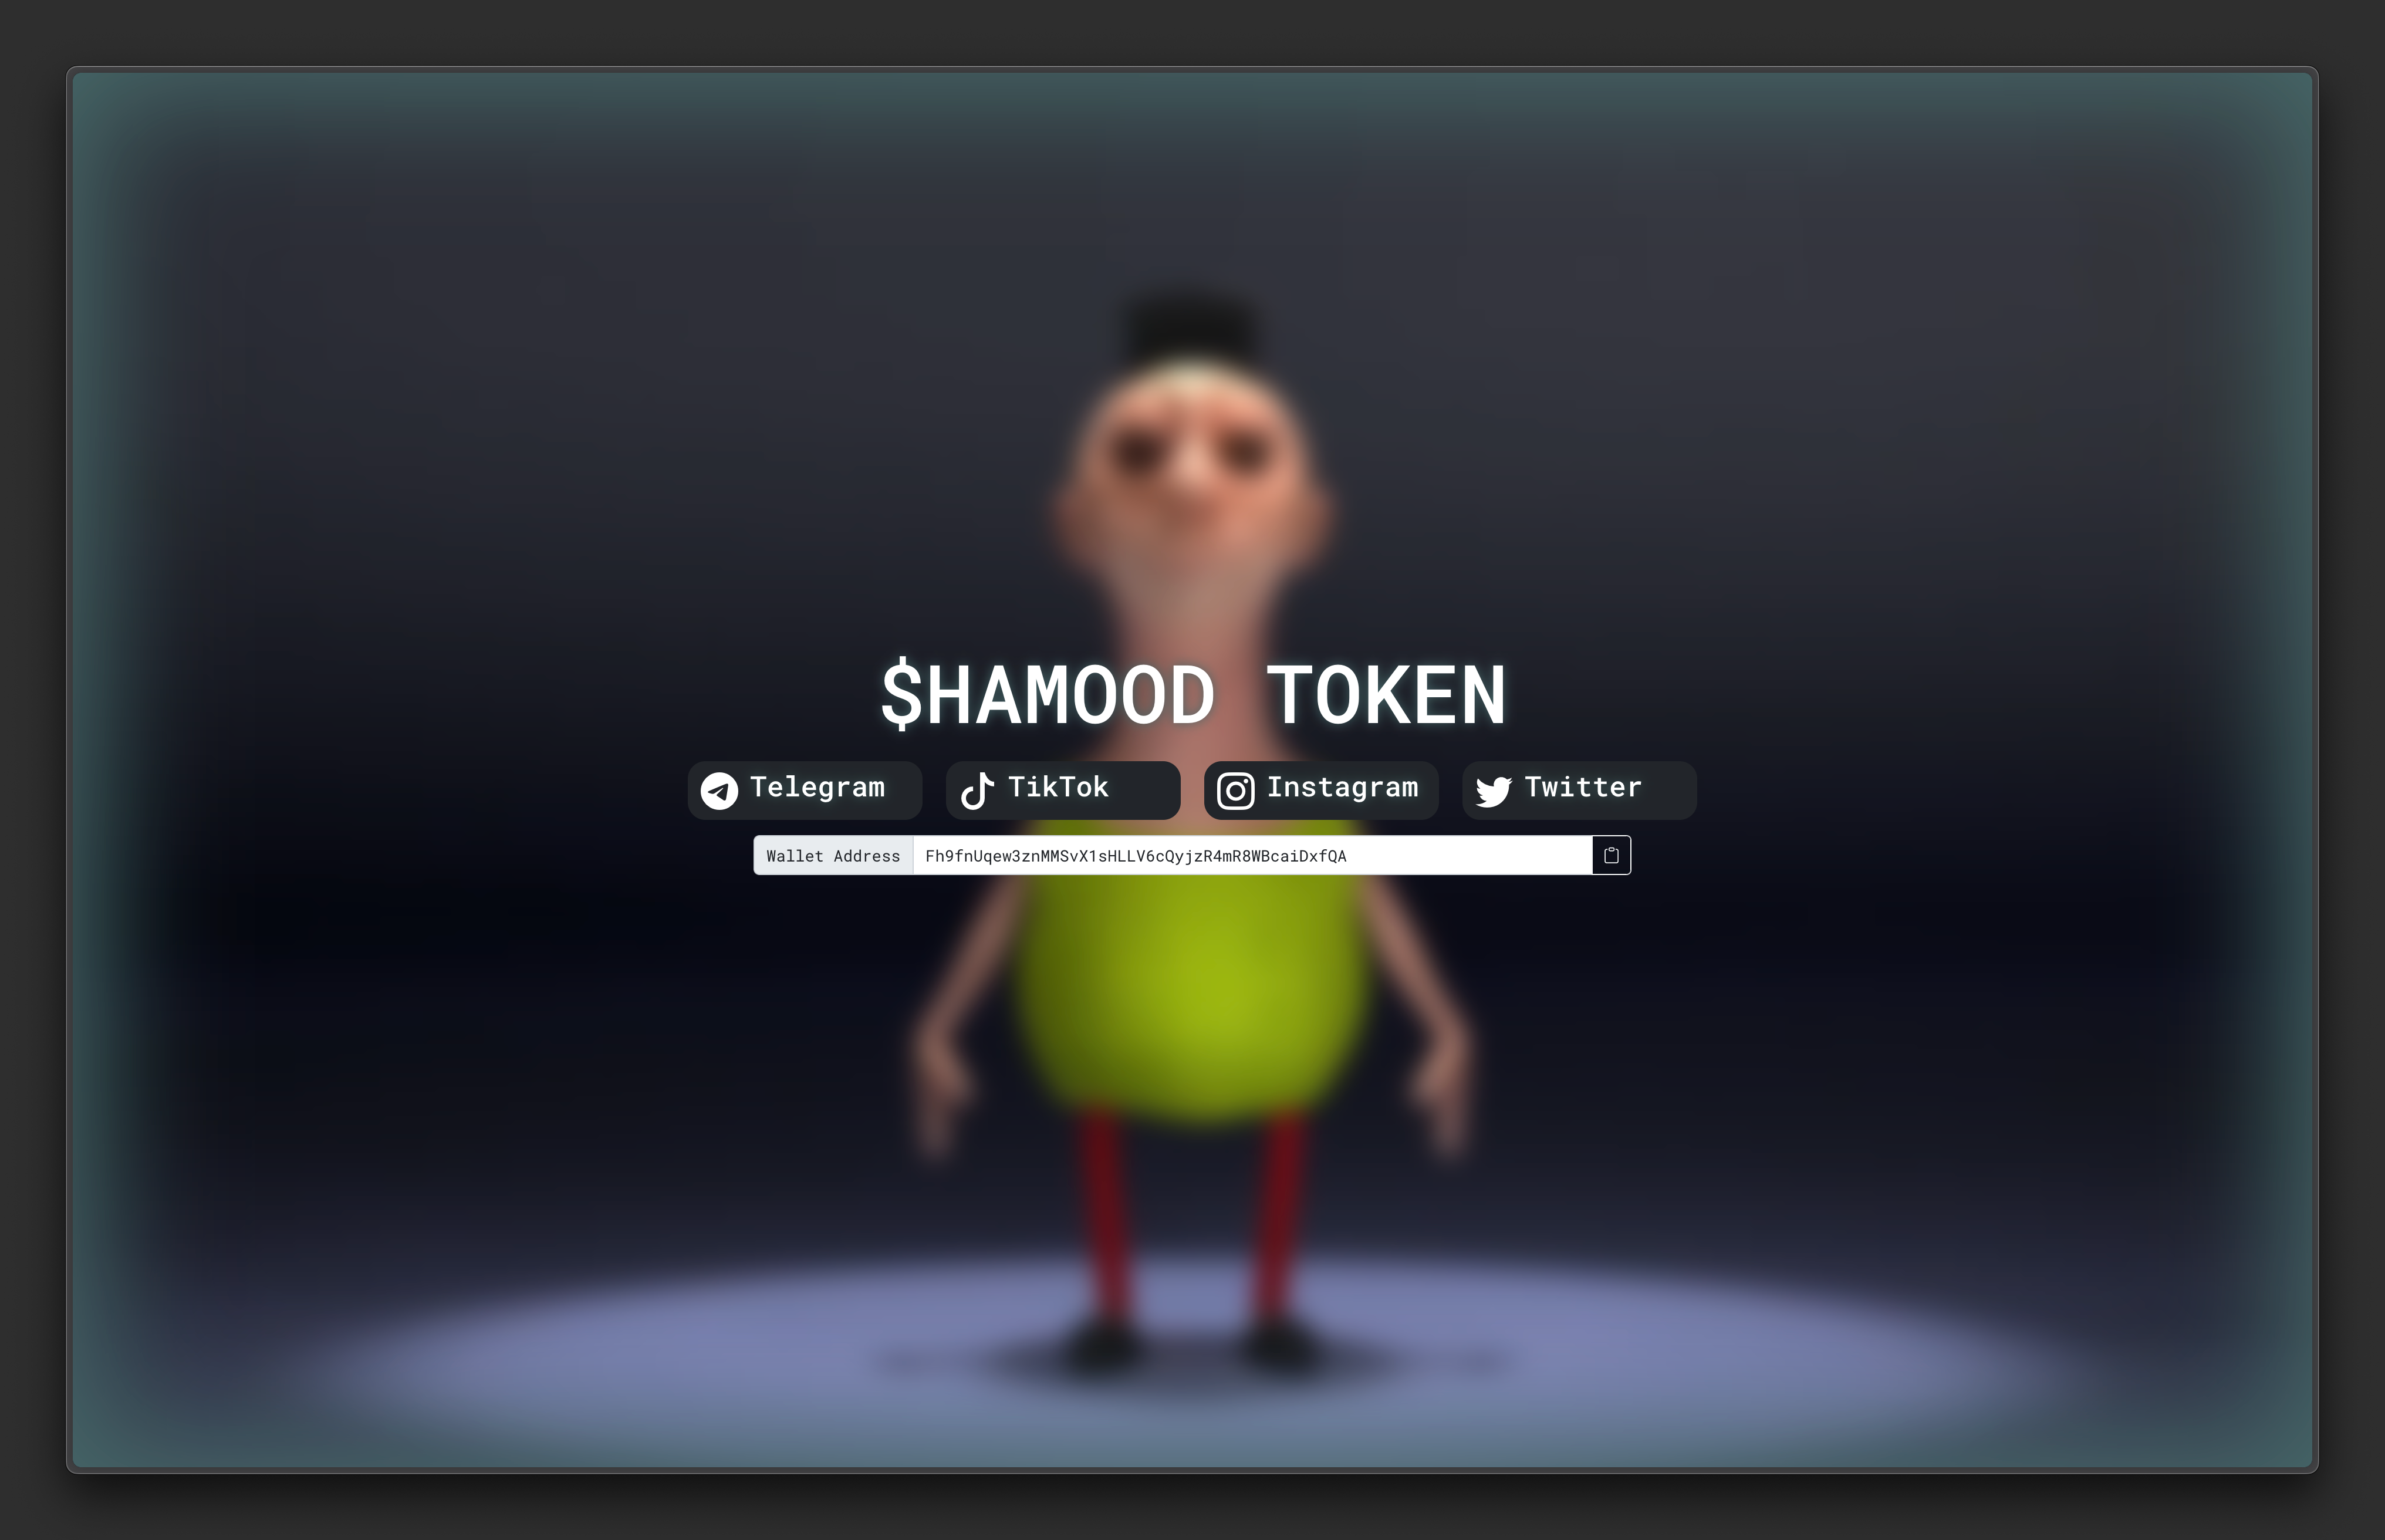 $HAMOOD TOKEN
Telegram TikTok Instagram Twitter
Wallet Address Fh9fnUqew3znMMSvX1sHLLV6cQyjzR4mR8WBcaiDxfQA